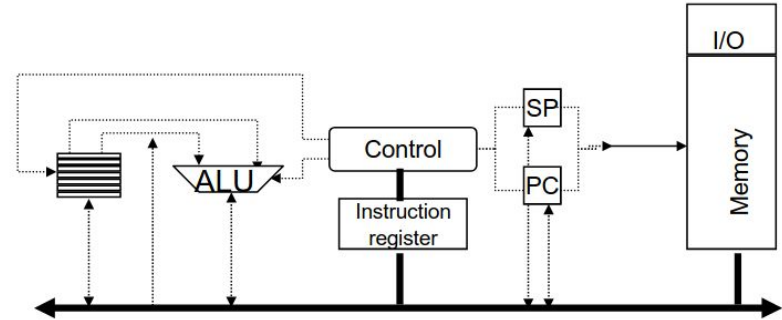 I/O
SP
Control
ALU
PC
Memory
Instruction
register